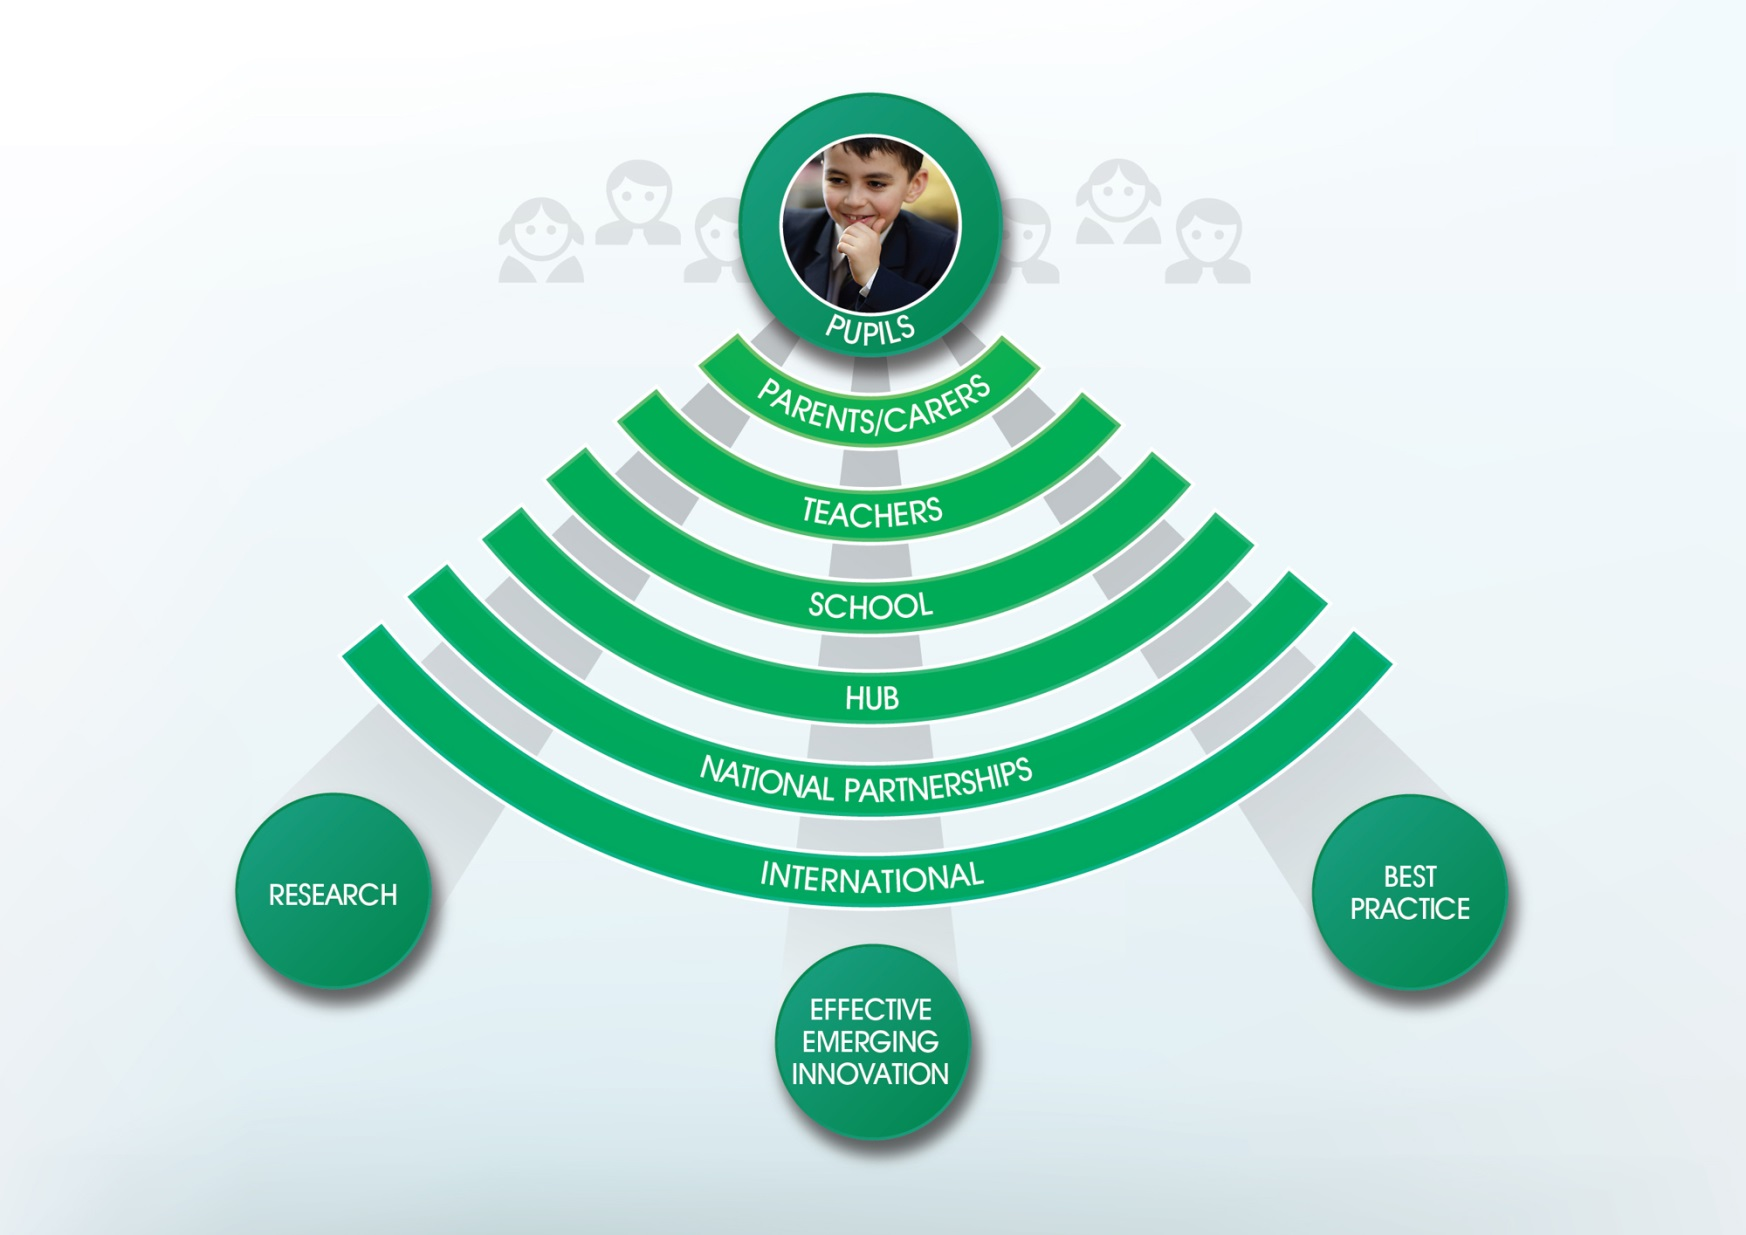 PUPILS
PARENTS/CARERS
TEACHERS
SCHOOL
HUB
NATIONAL PARTNERSHIPS
INTERNATIONAL
RESEARCH
BEST
PRACTICE
EFFECTIVE
EMERGING
INNOVATION